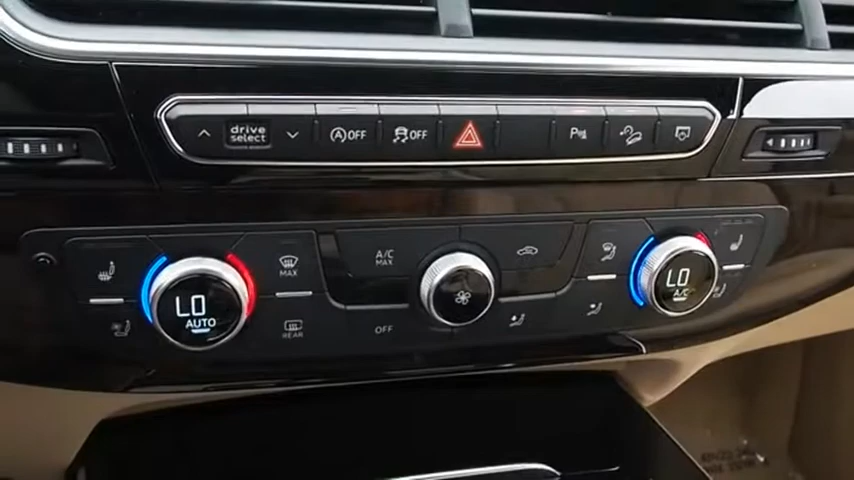 drive
select
A OFF
OFF
P
MAX
A/C
MAX
LO
AUTO
LO
A/C
REAR
OFF